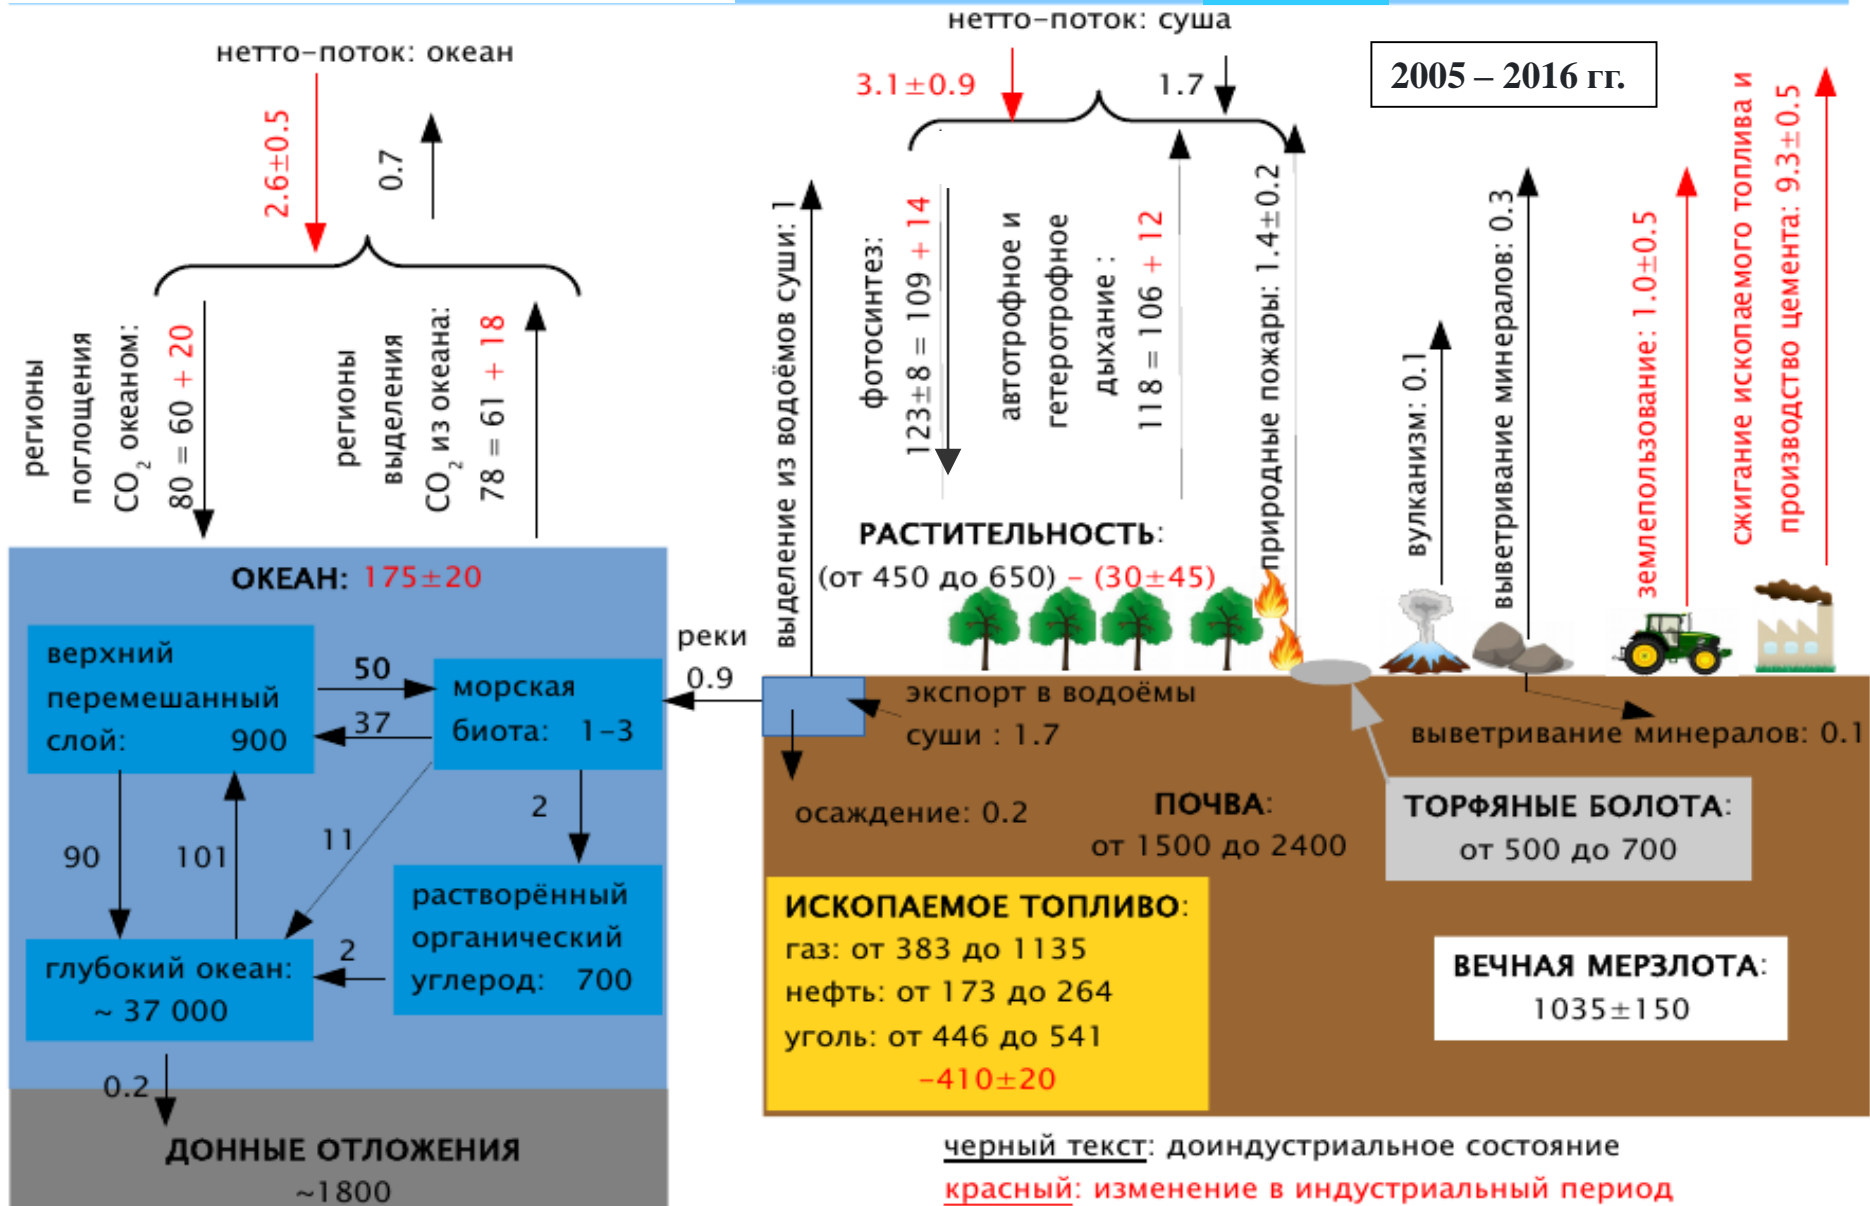 нетто-поток: суша
нетто-поток: океан
2005 – 2016 гг.
2.6±0.5
0.7
3.1±0.9
1.7
регионы
поглощения
CO₂ океаном:
80 = 60 + 20
регионы
выделения
CO₂ из океана:
78 = 61 + 18
выделение из водоёмов суши: 1
фотосинтез:
123±8 = 109 + 14
автотрофное и
гетеротрофное
дыхание :
118 = 106 + 12
природные пожары: 1.4±0.2
вулканизм: 0.1
выветривание минералов: 0.3
землепользование: 1.0±0.5
сжигание ископаемого топлива и
производство цемента: 9.3±0.5
РАСТИТЕЛЬНОСТЬ:
(от 450 до 650) – (30±45)
ОКЕАН: 175±20
верхний
перемешанный
слой: 900
50
37
морская
биота: 1-3
90
101
11
2
растворённый
органический
углерод: 700
2
глубокий океан:
~ 37 000
0.2
ДОННЫЕ ОТЛОЖЕНИЯ
~1800
реки
0.9
экспорт в водоёмы
суши : 1.7
осаждение: 0.2
выветривание минералов: 0.1
ПОЧВА:
от 1500 до 2400
ТОРФЯНЫЕ БОЛОТА:
от 500 до 700
ИСКОПАЕМОЕ ТОПЛИВО:
газ: от 383 до 1135
нефть: от 173 до 264
уголь: от 446 до 541
-410±20
ВЕЧНАЯ МЕРЗЛОТА:
1035±150
черный текст: доиндустриальное состояние
красный: изменение в индустриальный период